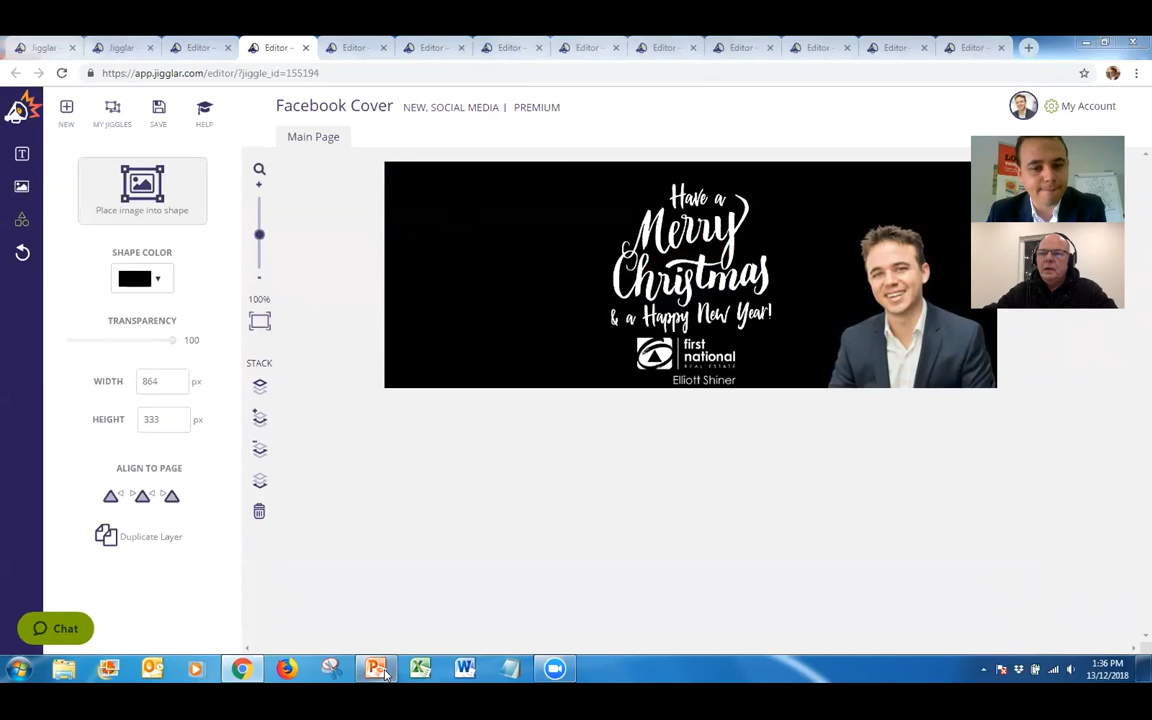 Jigglar Jigglar Editor – Editor – Editor – Editor – Editor – Editor – Editor – Editor – Editor – Editor – Editor –
https://app.jigglar.com/editor/?jiggle_id=155194
NEW MY JIGGLES SAVE HELP
Facebook Cover NEW, SOCIAL MEDIA | PREMIUM
My Account
Main Page
Place image into shape
SHAPE COLOR
TRANSPARENCY
100
WIDTH 864 px
HEIGHT 333 px
ALIGN TO PAGE
Duplicate Layer
100%
STACK
Have a
Merry
Christmas
& a Happy New Year!
first
national
REAL ESTATE
Elliott Shiner
Chat
1:36 PM
13/12/2018